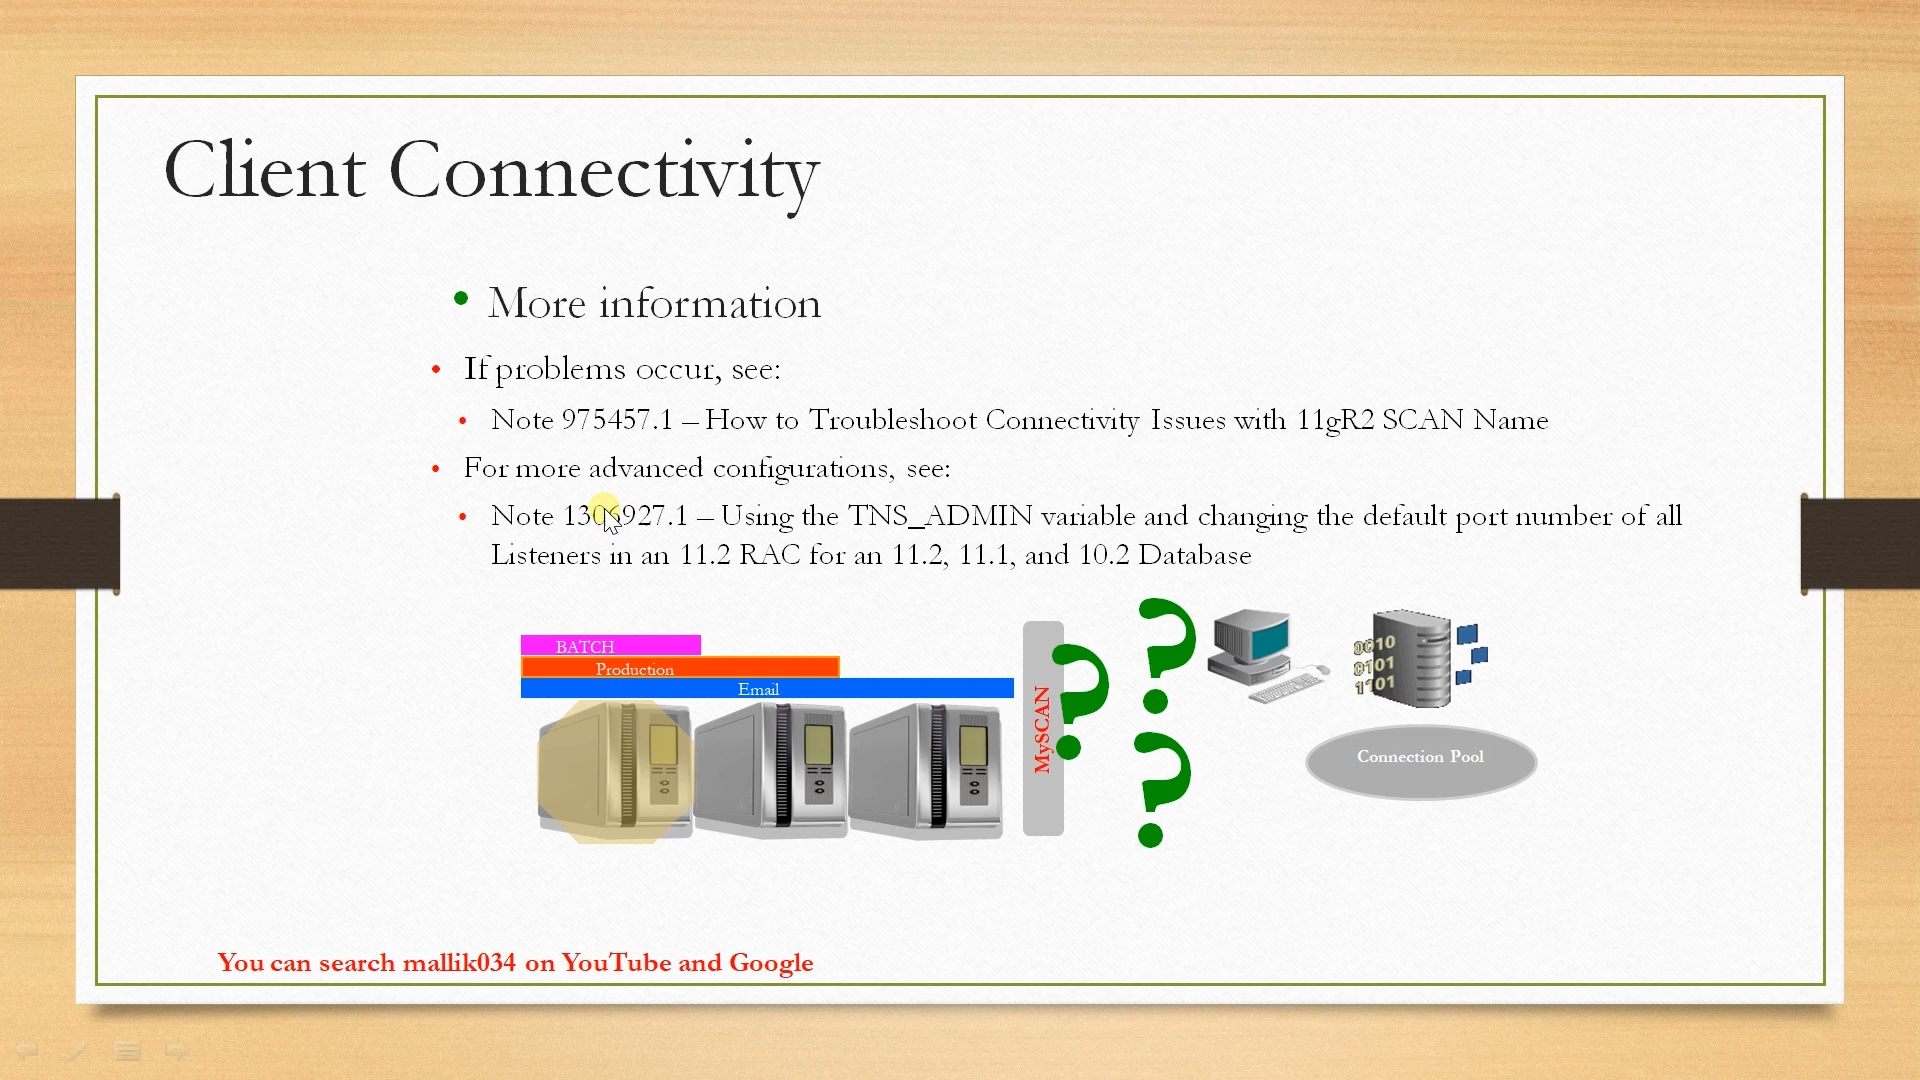 Client Connectivity
• More information
• If problems occur, see:
• Note 975457.1 – How to Troubleshoot Connectivity Issues with 11gR2 SCAN Name
• For more advanced configurations, see:
• Note 1306927.1 – Using the TNS_ADMIN variable and changing the default port number of all
Listeners in an 11.2 RAC for an 11.2, 11.1, and 10.2 Database
BATCH
Production
Email
MySCAN
?
?
?
0010
0101
1101
Connection Pool
You can search mallik034 on YouTube and Google